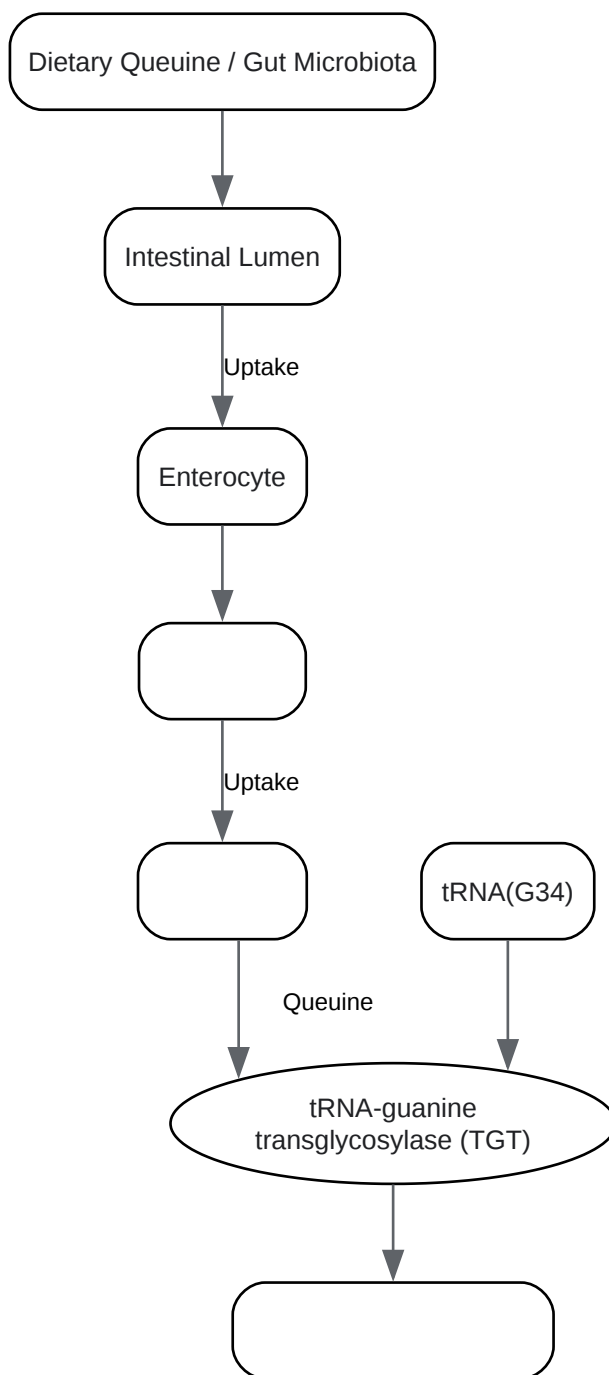 Dietary Queuine / Gut Microbiota
Intestinal Lumen
Uptake
Enterocyte
Uptake
tRNA(G34)
Queuine
tRNA-guanine
transglycosylase (TGT)